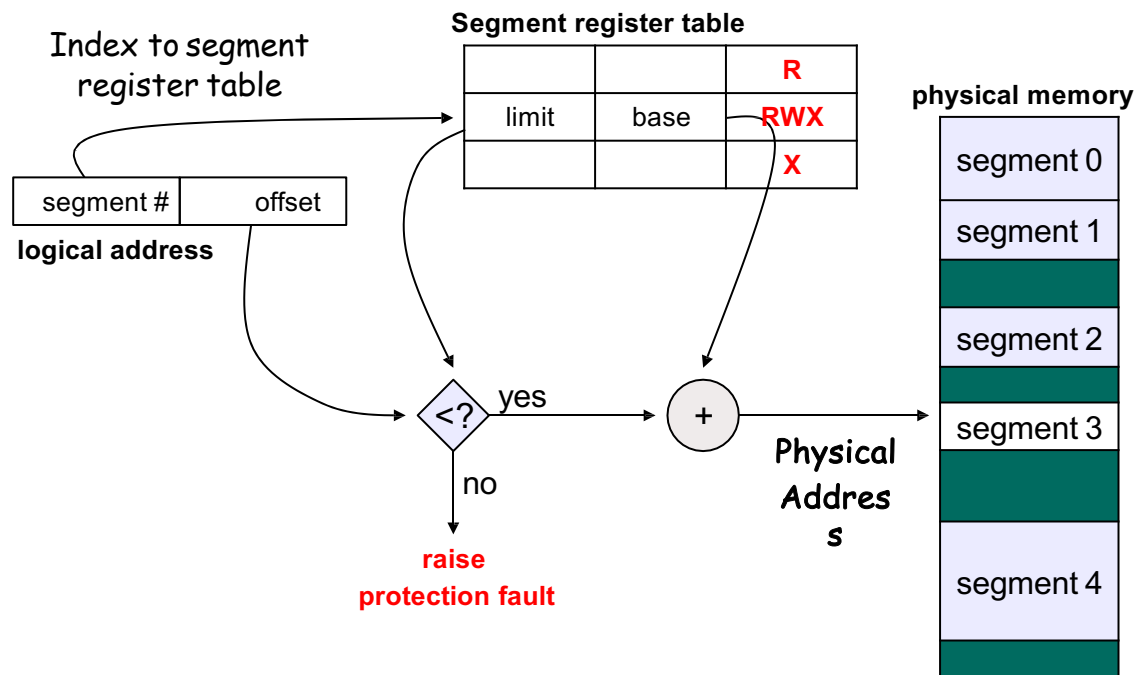 Segment register table
Index to segment
register table
R
limit base RWX
X
physical memory
segment 0
segment # offset
logical address
segment 1
segment 2
<? yes
+
segment 3
no
Physical
Addres
s
raise
protection fault
segment 4